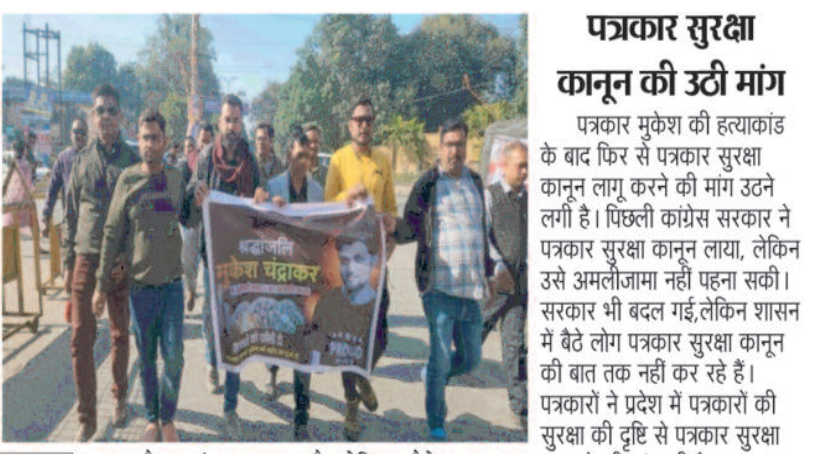 श्रद्धांजलि
मुकेश चंद्राकर
PROUD
पत्रकार सुरक्षा
कानून की उठी मांग
पत्रकार मुकेश की हत्याकांड
के बाद फिर से पत्रकार सुरक्षा
कानून लागू करने की मांग उठने
लगी है। पिछली कांग्रेस सरकार ने
पत्रकार सुरक्षा कानून लाया, लेकिन
उसे अमलीजामा नहीं पहना सकी।
सरकार भी बदल गई,लेकिन शासन
में बैठे लोग पत्रकार सुरक्षा कानून
की बात तक नहीं कर रहे हैं।
पत्रकारों ने प्रदेश में पत्रकारों की
सुरक्षा की दृष्टि से पत्रकार सुरक्षा